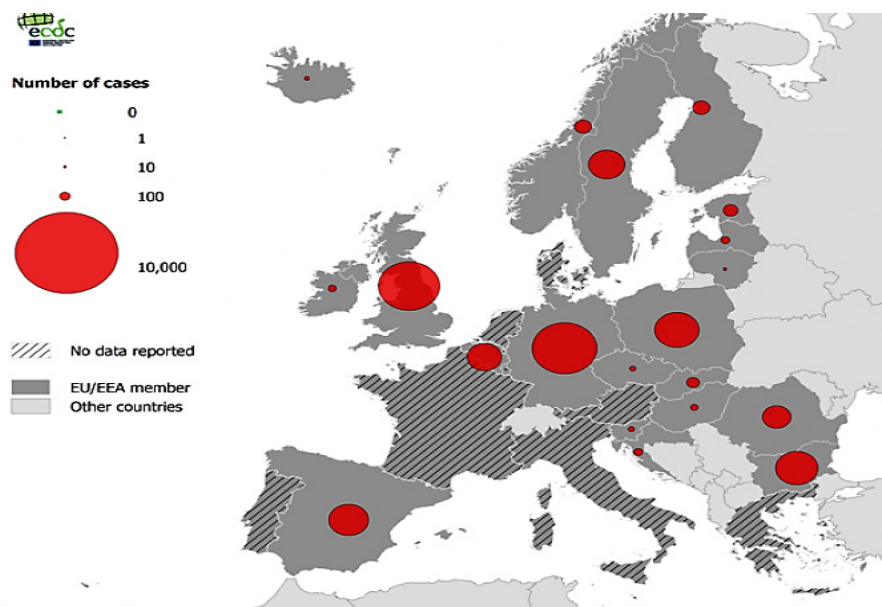 ecdc
Number of cases
0
1
10
100
10,000
No data reported
EU/EEA member
Other countries